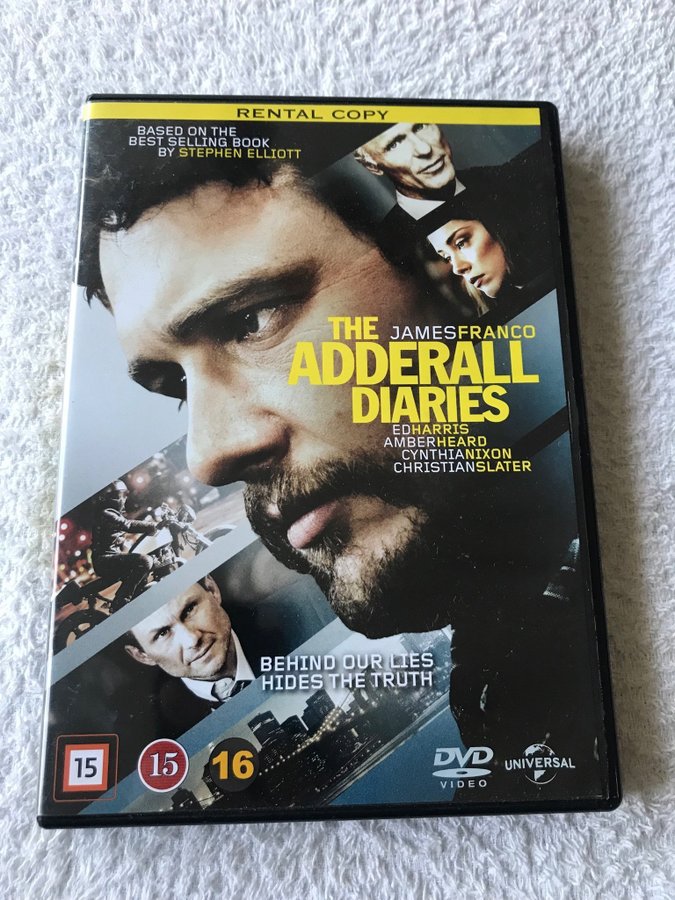 RENTAL COPY
BASED ON THE
BEST SELLING BOOK
BY STEPHEN ELLIOTT
JAMESFRANCO
THE
ADDERALL
DIARIES
EDHARRIS
AMBERHEARD
CYNTHIANIXON
CHRISTIANSLATER
BEHIND OUR LIES
HIDES THE TRUTH
15
15
16
DVD
VIDEO
UNIVERSAL